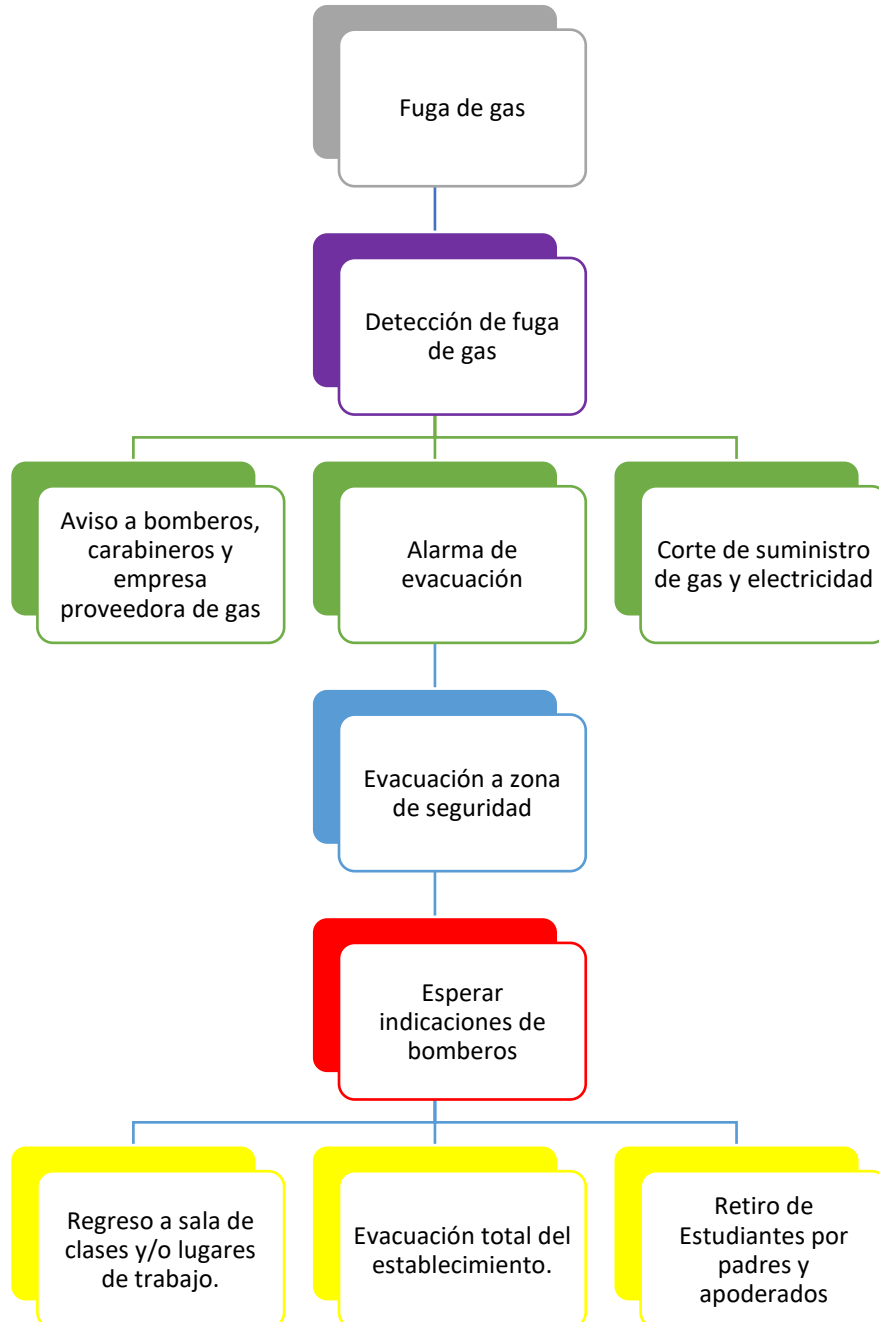 Fuga de gas
Detección de fuga
de gas
Aviso a bomberos,
carabineros y
empresa
proveedora de gas
Alarma de
evacuación
Corte de suministro
de gas y electricidad
Evacuación a zona
de seguridad
Esperar
indicaciones de
bomberos
Regreso a sala de
clases y/o lugares
de trabajo.
Evacuación total del
establecimiento.
Retiro de
Estudiantes por
padres y
apoderados